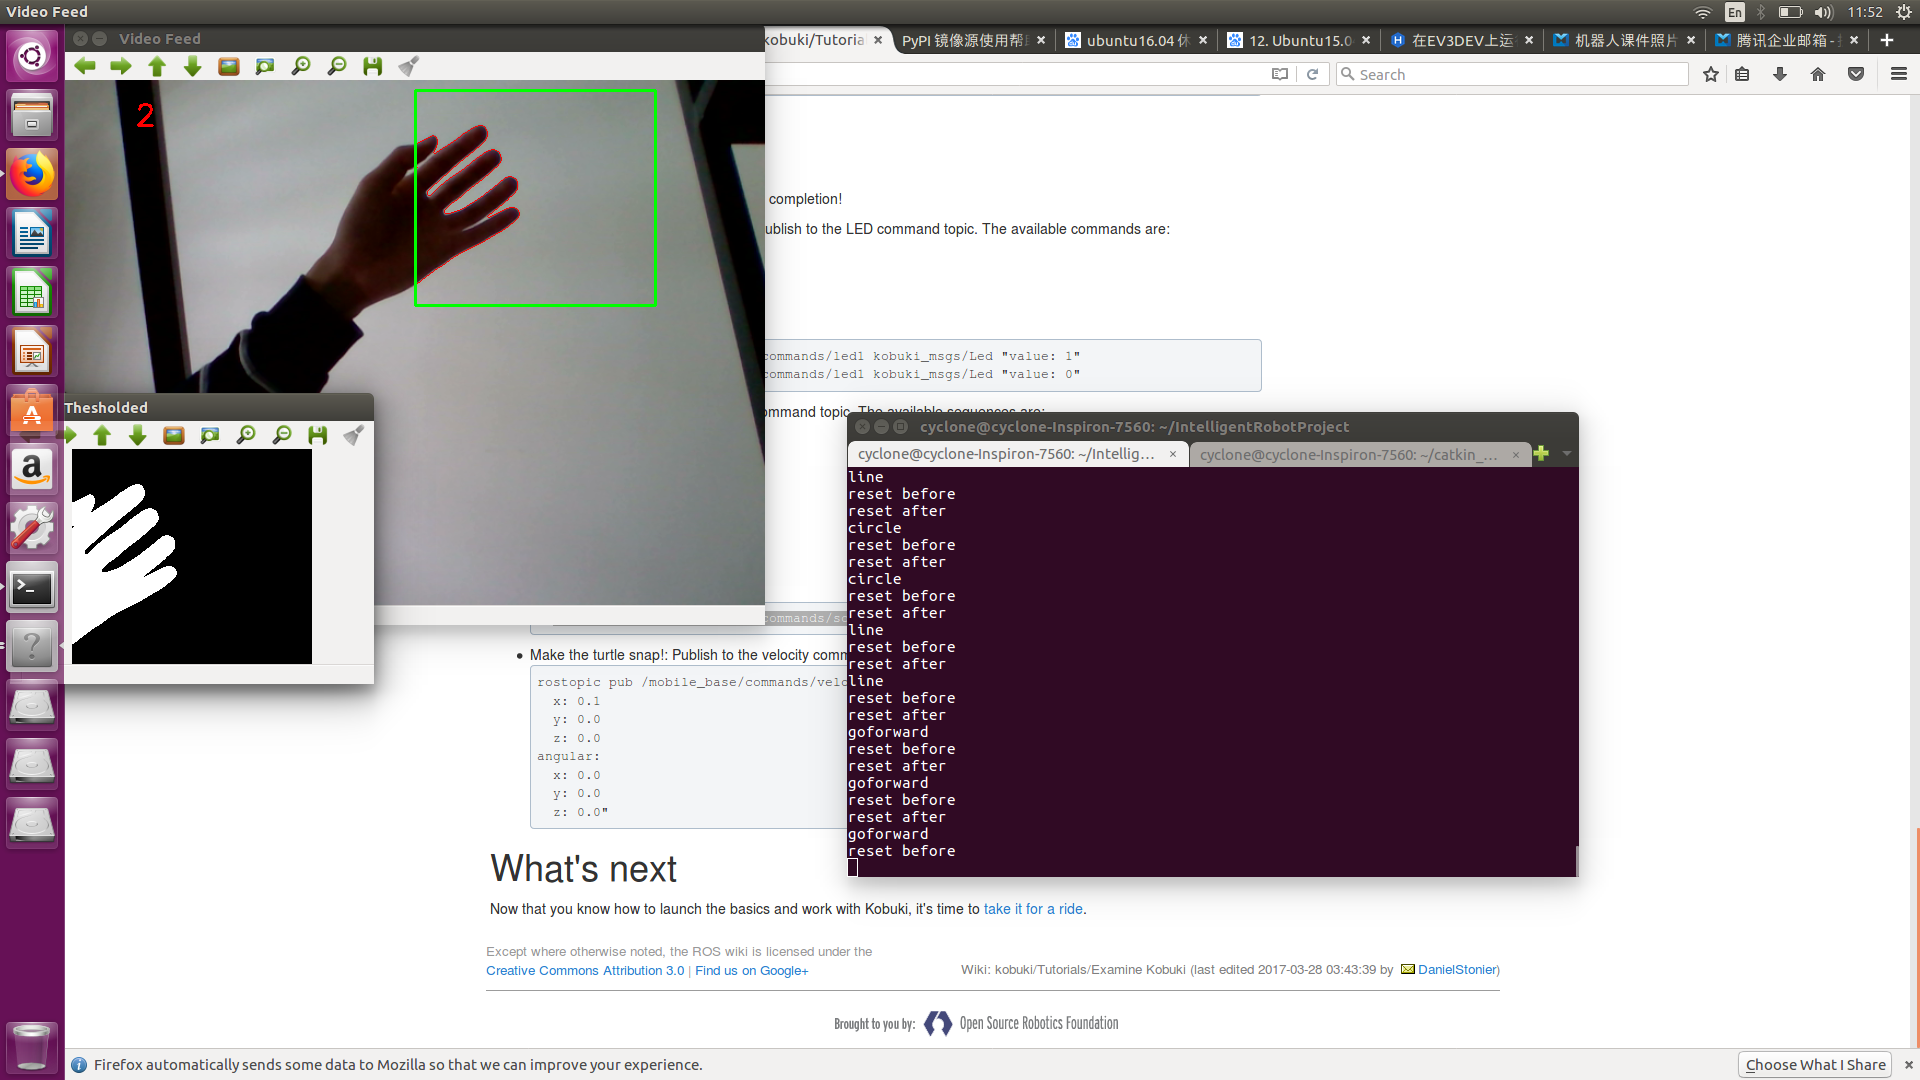 Video Feed
En
11:52
Video Feed
kobuki/Tutoria
PyPI 镜像源使用帮
ubuntu16.04 休
12. Ubuntu15.0
在EV3DEV上运
机器人课件照片
腾讯企业邮箱 -
Search
2
completion!
ublish to the LED command topic. The available commands are:
commands/led1 kobuki_msgs/Led "value: 1"
commands/led1 kobuki_msgs/Led "value: 0"
ommand topic. The available sequences are:
Thesholded
cyclone@cyclone-Inspiron-7560: ~/IntelligentRobotProject
cyclone@cyclone-Inspiron-7560: ~/Intellig...
cyclone@cyclone-Inspiron-7560: ~/catkin_...
line
reset before
reset after
circle
reset before
reset after
circle
reset before
reset after
line
reset before
reset after
line
reset before
reset after
goforward
reset before
reset after
goforward
reset before
reset after
goforward
reset before
commands/so
Make the turtle snap!: Publish to the velocity comm
rostopic pub /mobile_base/commands/velo
x: 0.1
y: 0.0
z: 0.0
angular:
x: 0.0
y: 0.0
z: 0.0"
What's next
Now that you know how to launch the basics and work with Kobuki, it's time to take it for a ride.
Except where otherwise noted, the ROS wiki is licensed under the
Creative Commons Attribution 3.0 | Find us on Google+
Wiki: kobuki/Tutorials/Examine Kobuki (last edited 2017-03-28 03:43:39 by DanielStonier)
Brought to you by: Open Source Robotics Foundation
Firefox automatically sends some data to Mozilla so that we can improve your experience.
Choose What I Share